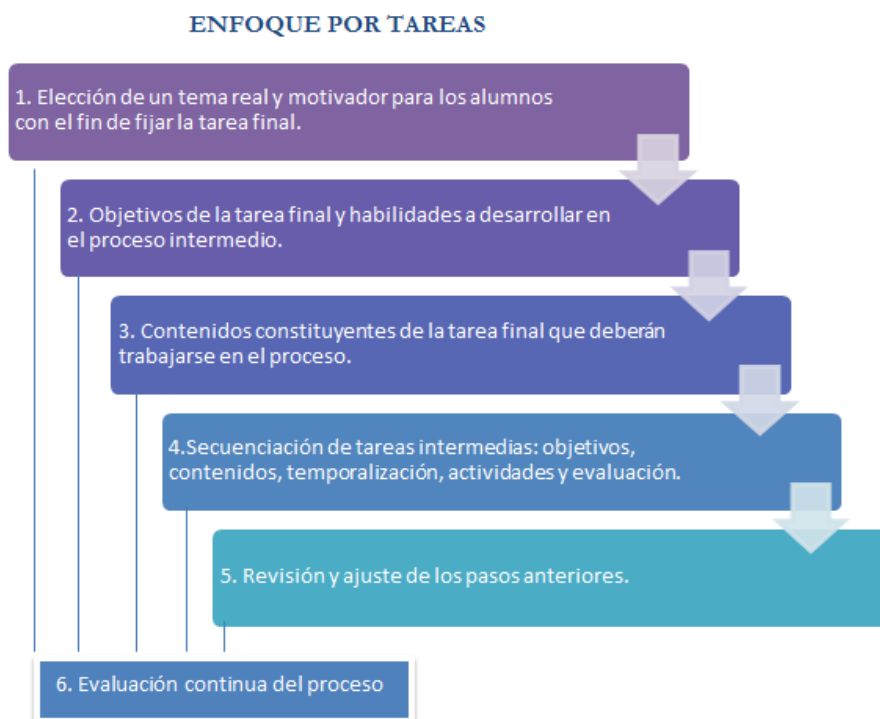 ENFOQUE POR TAREAS
1. Elección de un tema real y motivador para los alumnos
con el fin de fijar la tarea final.
2. Objetivos de la tarea final y habilidades a desarrollar en
el proceso intermedio.
3. Contenidos constituyentes de la tarea final que deberán
trabajarse en el proceso.
4.Secuenciación de tareas intermedias: objetivos,
contenidos, temporalización, actividades y evaluación.
5. Revisión y ajuste de los pasos anteriores.
6. Evaluación continua del proceso